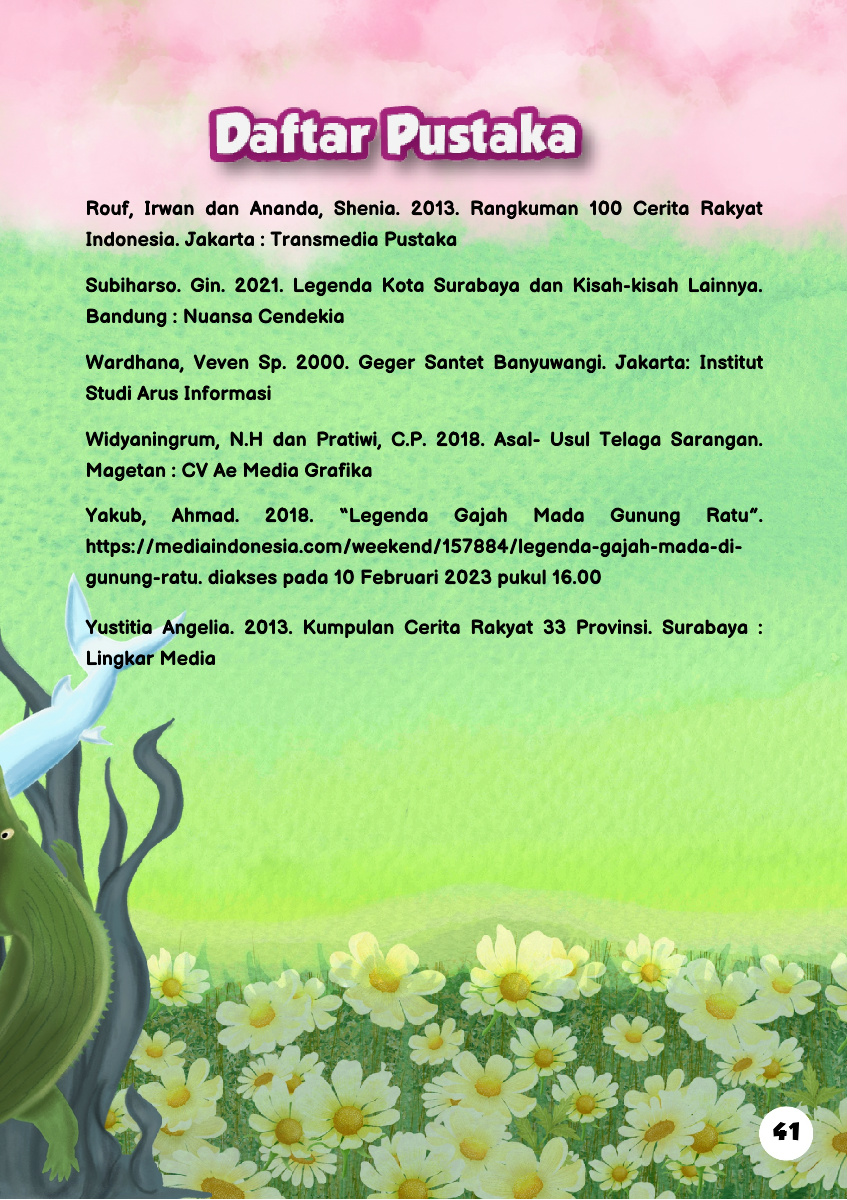 Daftar Pustaka
Rouf, Irwan dan Ananda, Shenia. 2013. Rangkuman 100 Cerita Rakyat
Indonesia. Jakarta : Transmedia Pustaka
Subiharso. Gin. 2021. Legenda Kota Surabaya dan Kisah-kisah Lainnya.
Bandung : Nuansa Cendekia
Wardhana, Veven Sp. 2000. Geger Santet Banyuwangi. Jakarta: Institut
Studi Arus Informasi
Widyaningrum, N.H dan Pratiwi, C.P. 2018. Asal- Usul Telaga Sarangan.
Magetan : CV Ae Media Grafika
Yakub, Ahmad. 2018. “Legenda Gajah Mada Gunung Ratu”.
https://mediaindonesia.com/weekend/157884/legenda-gajah-mada-di-
gunung-ratu. diakses pada 10 Februari 2023 pukul 16.00
Yustitia Angelia. 2013. Kumpulan Cerita Rakyat 33 Provinsi. Surabaya :
Lingkar Media
41